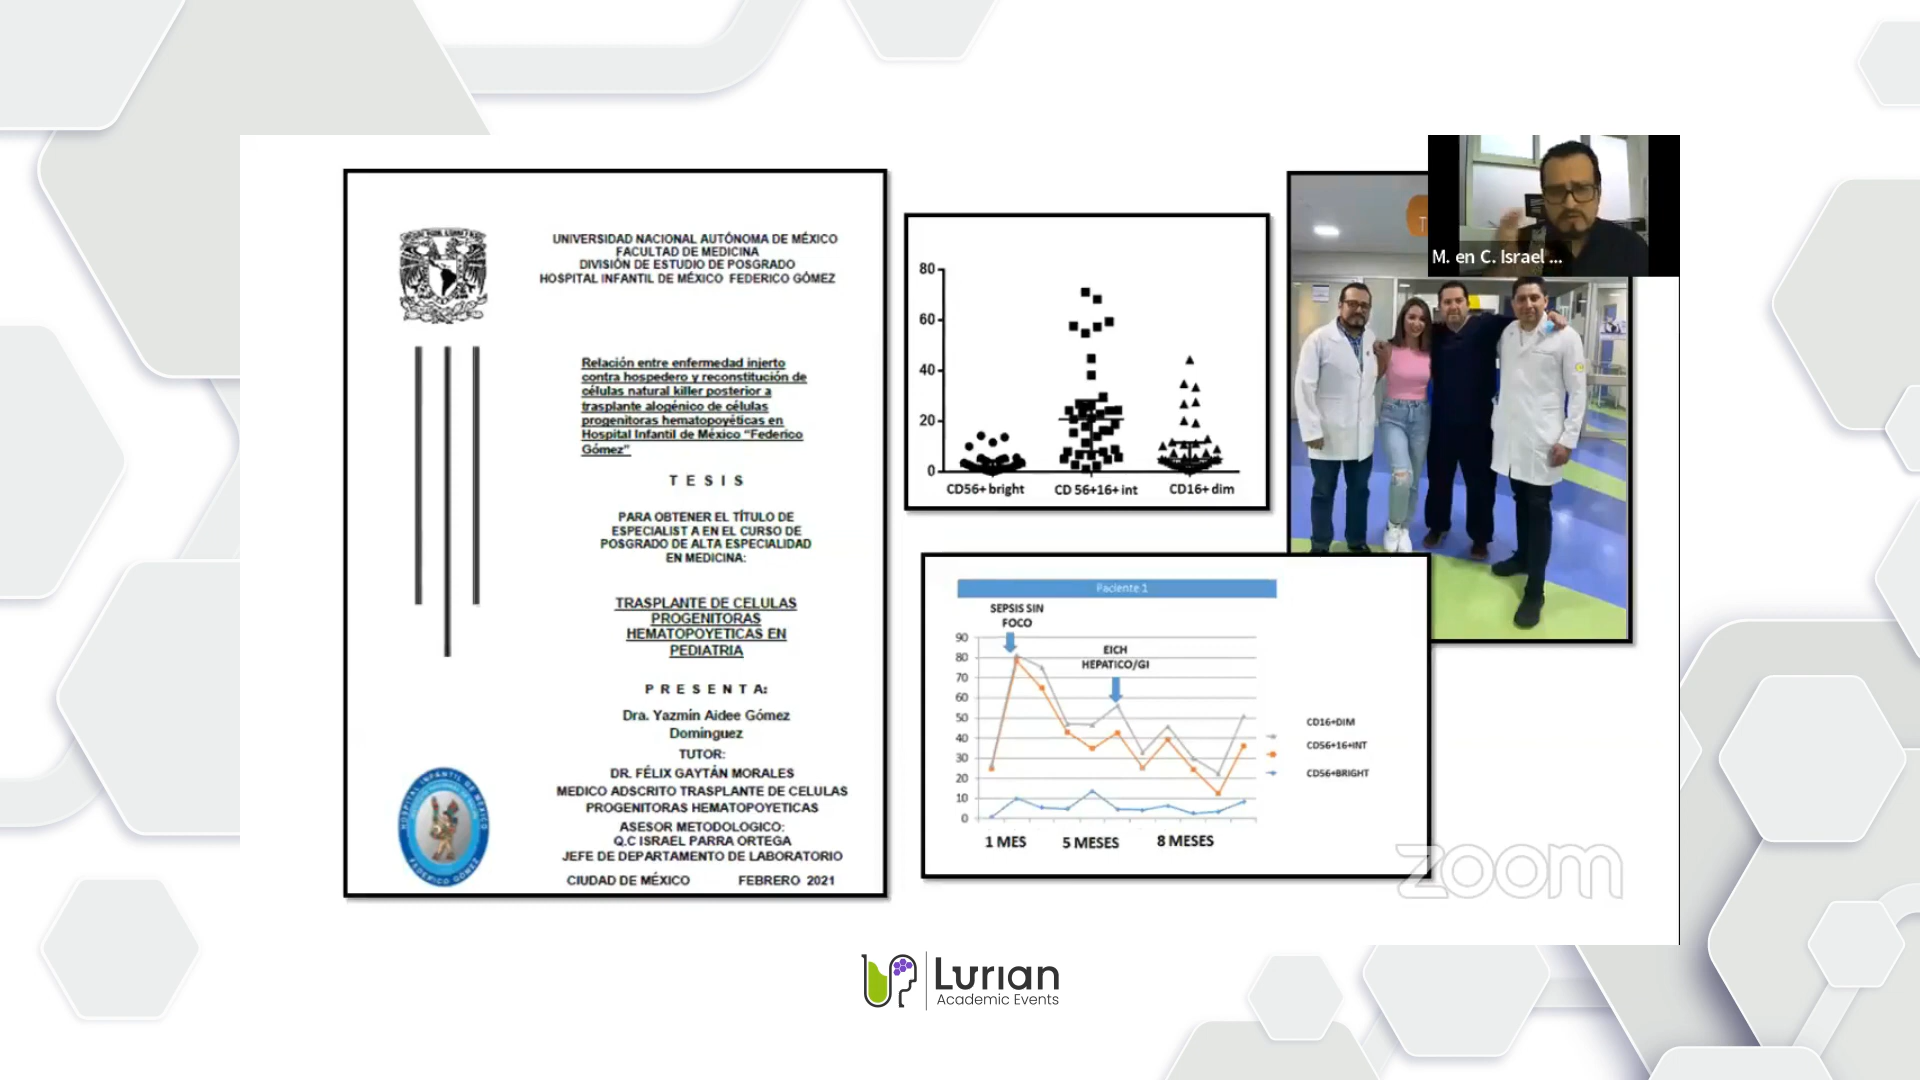 UNIVERSIDAD NACIONAL AUTÓNOMA DE MÉXICO
FACULTAD DE MEDICINA
DIVISIÓN DE ESTUDIO DE POSGRADO
HOSPITAL INFANTIL DE MÉXICO FEDERICO GÓMEZ
Relación entre enfermedad injerto
contra hospedero y reconstitución de
células natural killer posterior a
trasplante alogénico de células
progenitoras hematopoyéticas en
Hospital Infantil de México "Federico
Gómez"
T E S I S
PARA OBTENER EL TÍTULO DE
ESPECIALIST A EN EL CURSO DE
POSGRADO DE ALTA ESPECIALIDAD
EN MEDICINA:
TRASPLANTE DE CELULAS
PROGENITORAS
HEMATOPOYETICAS EN
PEDIATRIA
P R E S E N T A:
Dra. Yazmín Aidee Gómez
Dominguez
TUTOR:
DR. FÉLIX GAYTÁN MORALES
MEDICO ADSCRITO TRASPLANTE DE CELULAS
PROGENITORAS HEMATOPOYETICAS
ASESOR METODOLOGICO:
Q.C ISRAEL PARRA ORTEGA
JEFE DE DEPARTAMENTO DE LABORATORIO
CIUDAD DE MÉXICO FEBRERO 2021
HOSPITAL INFANTIL DE MÉXICO
FEDERICO GÓMEZ
80
60
40
20
0
CD56+ bright CD 56+16+ int CD16+ dim
M. en C. Israel ...
Paciente 1
SEPSIS SIN
FOCO
EICH
HEPATICO/GI
90
80
70
60
50
40
30
20
10
0
1 MES 5 MESES 8 MESES
CD16+DIM
CD56+16+INT
CD56+BRIGHT
zoom
Lurian
Academic Events